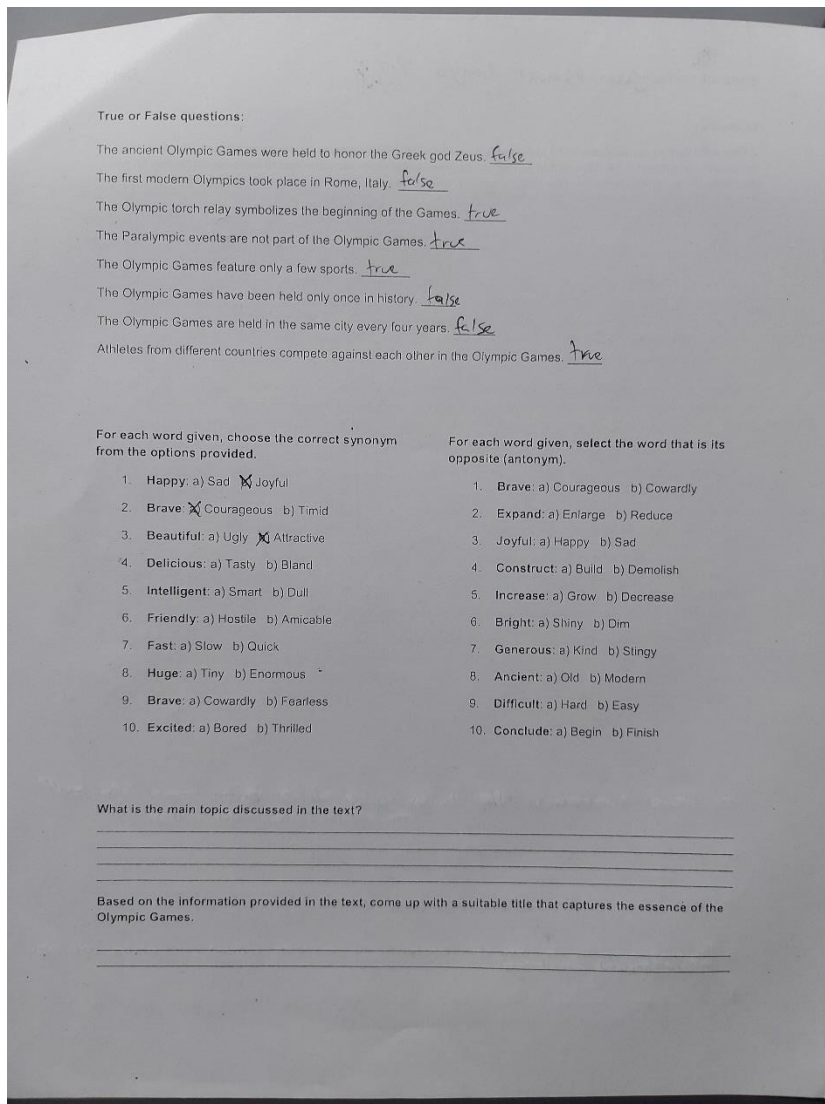 True or False questions:
The ancient Olympic Games were held to honor the Greek god Zeus. false
The first modern Olympics took place in Rome, Italy. false
The Olympic torch relay symbolizes the beginning of the Games. true
The Paralympic events are not part of the Olympic Games. true
The Olympic Games feature only a few sports. true
The Olympic Games have been held only once in history. false
The Olympic Games are held in the same city every four years. false
Athletes from different countries compete against each other in the Olympic Games. true
For each word given, choose the correct synonym
from the options provided.
1. Happy: a) Sad b) Joyful
2. Brave: a) Courageous b) Timid
3. Beautiful: a) Ugly b) Attractive
4. Delicious: a) Tasty b) Bland
5. Intelligent: a) Smart b) Dull
6. Friendly: a) Hostile b) Amicable
7. Fast: a) Slow b) Quick
8. Huge: a) Tiny b) Enormous
9. Brave: a) Cowardly b) Fearless
10. Excited: a) Bored b) Thrilled
For each word given, select the word that is its
opposite (antonym).
1. Brave: a) Courageous b) Cowardly
2. Expand: a) Enlarge b) Reduce
3. Joyful: a) Happy b) Sad
4. Construct: a) Build b) Demolish
5. Increase: a) Grow b) Decrease
6. Bright: a) Shiny b) Dim
7. Generous: a) Kind b) Stingy
8. Ancient: a) Old b) Modern
9. Difficult: a) Hard b) Easy
10. Conclude: a) Begin b) Finish
What is the main topic discussed in the text?
Based on the information provided in the text, come up with a suitable title that captures the essence of the
Olympic Games.